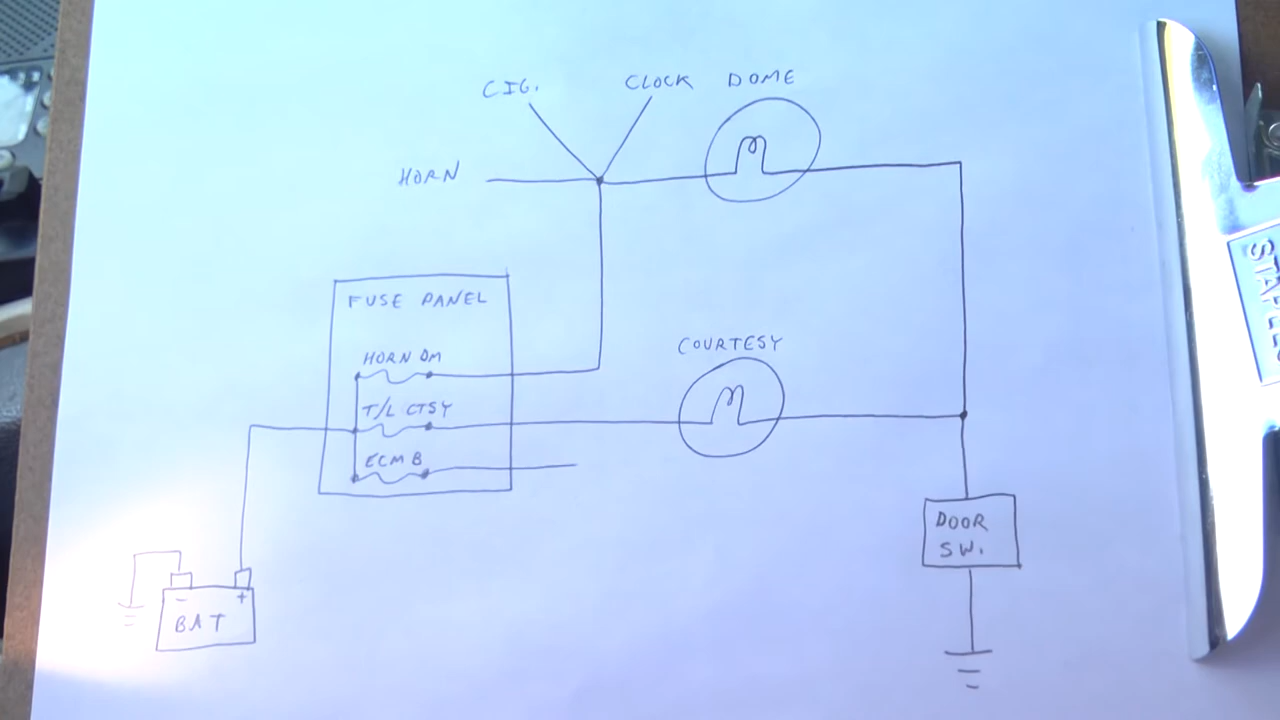 CIG. CLOCK DOME
HORN
FUSE PANEL
HORN DM
T/L CTSY
ECM B
COURTESY
DOOR
SW.
- +
BAT